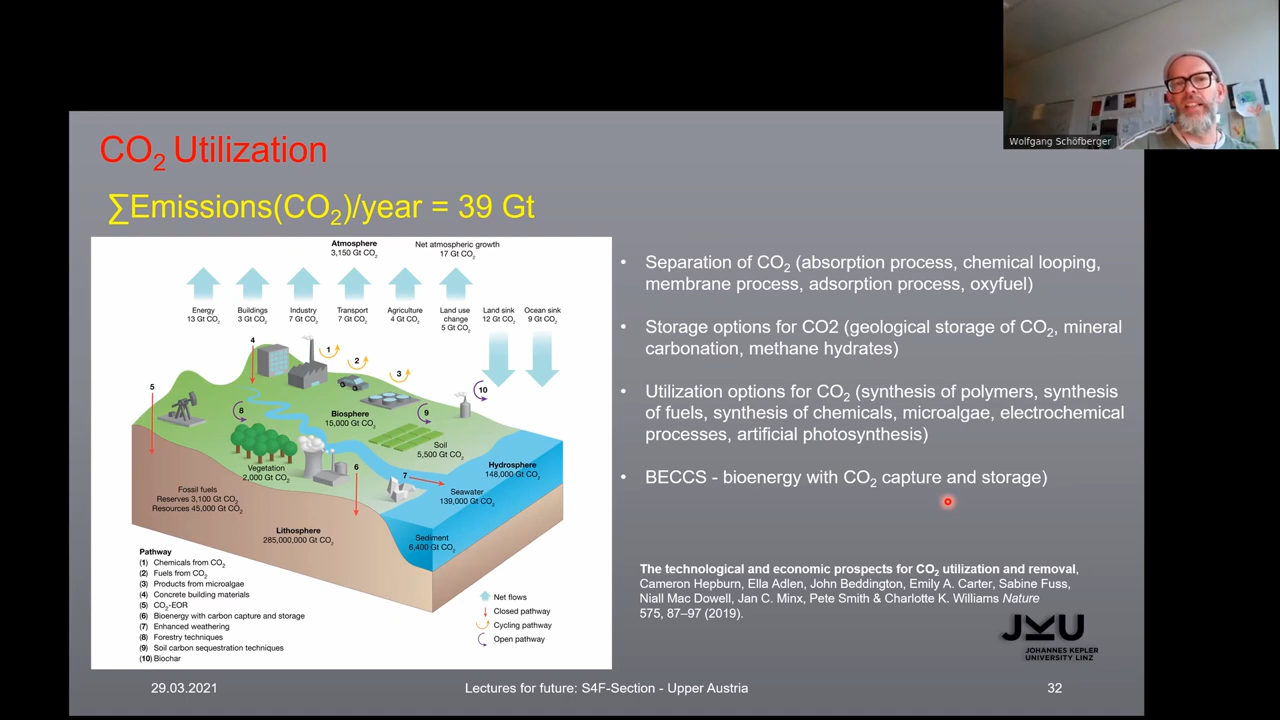 Wolfgang Schöfberger
CO2 Utilization
∑Emissions(CO2)/year = 39 Gt
Atmosphere
3,150 Gt CO2
Net atmospheric growth
17 Gt CO2
Energy
13 Gt CO2
Buildings
3 Gt CO2
Industry
7 Gt CO2
Transport
7 Gt CO2
Agriculture
4 Gt CO2
Land use
change
5 Gt CO2
Land sink
12 Gt CO2
Ocean sink
9 Gt CO2
1
2
3
4
5
6
7
8
9
10
Biosphere
15,000 Gt CO2
Soil
5,500 Gt CO2
Vegetation
2,000 Gt CO2
Hydrosphere
148,000 Gt CO2
Seawater
139,000 Gt CO2
Fossil fuels
Reserves 3,100 Gt CO2
Resources 45,000 Gt CO2
Lithosphere
285,000,000 Gt CO2
Sediment
6,400 Gt CO2
Pathway
(1) Chemicals from CO2
(2) Fuels from CO2
(3) Products from microalgae
(4) Concrete building materials
(5) CO2-EOR
(6) Bioenergy with carbon capture and storage
(7) Enhanced weathering
(8) Forestry techniques
(9) Soil carbon sequestration techniques
(10) Biochar
Net flows
Closed pathway
Cycling pathway
Open pathway
• Separation of CO2 (absorption process, chemical looping,
membrane process, adsorption process, oxyfuel)
• Storage options for CO2 (geological storage of CO2, mineral
carbonation, methane hydrates)
• Utilization options for CO2 (synthesis of polymers, synthesis
of fuels, synthesis of chemicals, microalgae, electrochemical
processes, artificial photosynthesis)
• BECCS - bioenergy with CO2 capture and storage)
The technological and economic prospects for CO2 utilization and removal,
Cameron Hepburn, Ella Adlen, John Beddington, Emily A. Carter, Sabine Fuss,
Niall Mac Dowell, Jan C. Minx, Pete Smith & Charlotte K. Williams Nature
575, 87–97 (2019).
JKU
JOHANNES KEPLER
UNIVERSITY LINZ
29.03.2021
Lectures for future: S4F-Section - Upper Austria
32